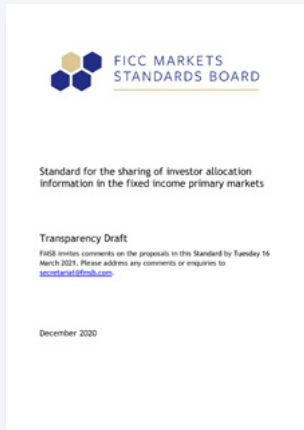 FICC MARKETS
STANDARDS BOARD
Standard for the sharing of investor allocation
information in the fixed income primary markets
Transparency Draft
FMSB invites comments on the proposals in this Standard by Tuesday 16
March 2021. Please address any comments or enquiries to
secretariat@fmsb.com.
December 2020